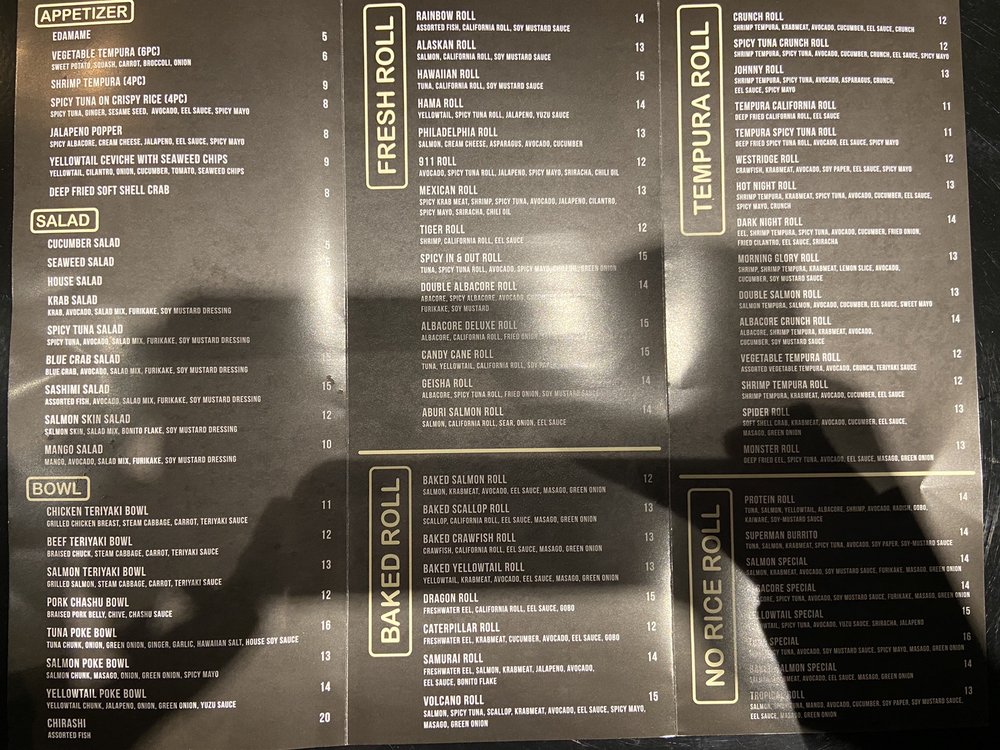 APPETIZER
EDAMAME 5
VEGETABLE TEMPURA (6PC) 6
SWEET POTATO, SQUASH, CARROT, BROCCOLI, ONION
SHRIMP TEMPURA (4PC) 9
SPICY TUNA ON CRISPY RICE (4PC) 8
SPICY TUNA, GINGER, SESAME SEED, AVOCADO, EEL SAUCE, SPICY MAYO
JALAPENO POPPER 8
SPICY ALBACORE, CREAM CHEESE, JALAPENO, EEL SAUCE, SPICY MAYO
YELLOWTAIL CEVICHE WITH SEAWEED CHIPS 9
YELLOWTAIL, CILANTRO, ONION, CUCUMBER, TOMATO, SEAWEED CHIPS
DEEP FRIED SOFT SHELL CRAB 8
SALAD
CUCUMBER SALAD 5
SEAWEED SALAD
HOUSE SALAD
KRAB SALAD
KRAB, AVOCADO, SALAD MIX, FURIKAKE, SOY MUSTARD DRESSING
SPICY TUNA SALAD
SPICY TUNA, AVOCADO, SALAD MIX, FURIKAKE, SOY MUSTARD DRESSING
BLUE CRAB SALAD
BLUE CRAB, AVOCADO, SALAD MIX, FURIKAKE, SOY MUSTARD DRESSING
SASHIMI SALAD 15
ASSORTED FISH, AVOCADO, SALAD MIX, FURIKAKE, SOY MUSTARD DRESSING
SALMON SKIN SALAD 12
SALMON SKIN, SALAD MIX, BONITO FLAKE, SOY MUSTARD DRESSING
MANGO SALAD 10
MANGO, AVOCADO, SALAD MIX, FURIKAKE, SOY MUSTARD DRESSING
BOWL
CHICKEN TERIYAKI BOWL 11
GRILLED CHICKEN BREAST, STEAM CABBAGE, CARROT, TERIYAKI SAUCE
BEEF TERIYAKI BOWL 12
BRAISED CHUCK, STEAM CABBAGE, CARROT, TERIYAKI SAUCE
SALMON TERIYAKI BOWL 13
GRILLED SALMON, STEAM CABBAGE, CARROT, TERIYAKI SAUCE
PORK CHASHU BOWL 12
BRAISED PORK BELLY, CHIVE, CHASHU SAUCE
TUNA POKE BOWL 16
TUNA CHUNK, ONION, GREEN ONION, GINGER, GARLIC, HAWAIIAN SALT, HOUSE SOY SAUCE
SALMON POKE BOWL 13
SALMON CHUNK, MASAGO, ONION, GREEN ONION, SPICY MAYO
YELLOWTAIL POKE BOWL 14
YELLOWTAIL CHUNK, JALAPENO, ONION, GREEN ONION, YUZU SAUCE
CHIRASHI 20
ASSORTED FISH
FRESH ROLL
RAINBOW ROLL 14
ASSORTED FISH, CALIFORNIA ROLL, SOY MUSTARD SAUCE
ALASKAN ROLL 13
SALMON, CALIFORNIA ROLL, SOY MUSTARD SAUCE
HAWAIIAN ROLL 15
TUNA, CALIFORNIA ROLL, SOY MUSTARD SAUCE
HAMA ROLL 14
YELLOWTAIL, SPICY TUNA ROLL, JALAPENO, YUZU SAUCE
PHILADELPHIA ROLL 13
SALMON, CREAM CHEESE, ASPARAGUS, AVOCADO, CUCUMBER
911 ROLL 12
AVOCADO, SPICY TUNA ROLL, JALAPENO, SPICY MAYO, SRIRACHA, CHILI OIL
MEXICAN ROLL 13
SPICY KRAB MEAT, SHRIMP, SPICY TUNA, AVOCADO, JALAPENO, CILANTRO,
SPICY MAYO, SRIRACHA, CHILI OIL
TIGER ROLL 12
SHRIMP, CALIFORNIA ROLL, EEL SAUCE
SPICY IN & OUT ROLL 15
TUNA, SPICY TUNA ROLL, AVOCADO, SPICY MAYO, CHILI OIL, GREEN ONION
DOUBLE ALBACORE ROLL 14
ABACORE, SPICY ALBACORE, AVOCADO,
FURIKAKE, SOY MUSTARD
ALBACORE DELUXE ROLL 15
ALBACORE, CALIFORNIA ROLL, FRIED ONION,
CANDY CANE ROLL 15
TUNA, YELLOWTAIL, CALIFORNIA ROLL, SOY
GEISHA ROLL 14
ALBACORE, SPICY TUNA ROLL, FRIED ONION, SOY MUSTARD SAUCE
ABURI SALMON ROLL 14
SALMON, CALIFORNIA ROLL, SEAR, ONION, EEL SAUCE
BAKED ROLL
BAKED SALMON ROLL 12
SALMON, KRABMEAT, AVOCADO, EEL SAUCE, MASAGO, GREEN ONION
BAKED SCALLOP ROLL 13
SCALLOP, CALIFORNIA ROLL, EEL SAUCE, MASAGO, GREEN ONION
BAKED CRAWFISH ROLL 13
CRAWFISH, CALIFORNIA ROLL, EEL SAUCE, MASAGO, GREEN ONION
BAKED YELLOWTAIL ROLL 13
YELLOWTAIL, KRABMEAT, AVOCADO, EEL SAUCE, MASAGO, GREEN ONION
DRAGON ROLL 15
FRESHWATER EEL, CALIFORNIA ROLL, EEL SAUCE, GOBO
CATERPILLAR ROLL 12
FRESHWATER EEL, KRABMEAT, CUCUMBER, AVOCADO, EEL SAUCE, GOBO
SAMURAI ROLL 14
FRESHWATER EEL, SALMON, KRABMEAT, JALAPENO, AVOCADO,
EEL SAUCE, BONITO FLAKE
VOLCANO ROLL 15
SALMON, SPICY TUNA, SCALLOP, KRABMEAT, AVOCADO, EEL SAUCE, SPICY MAYO,
MASAGO, GREEN ONION
TEMPURA ROLL
CRUNCH ROLL 12
SHRIMP TEMPURA, KRABMEAT, AVOCADO, CUCUMBER, EEL SAUCE, CRUNCH
SPICY TUNA CRUNCH ROLL 12
SHRIMP TEMPURA, SPICY TUNA, AVOCADO, CUCUMBER, CRUNCH, EEL SAUCE, SPICY MAYO
JOHNNY ROLL 13
SHRIMP TEMPURA, SPICY TUNA, AVOCADO, ASPARAGUS, CRUNCH,
EEL SAUCE, SPICY MAYO
TEMPURA CALIFORNIA ROLL 11
DEEP FRIED CALIFORNIA ROLL, EEL SAUCE
TEMPURA SPICY TUNA ROLL 11
DEEP FRIED SPICY TUNA ROLL, AVOCADO, EEL SAUCE, SPICY MAYO
WESTRIDGE ROLL 12
CRAWFISH, KRABMEAT, AVOCADO, SOY PAPER, EEL SAUCE, SPICY MAYO
HOT NIGHT ROLL 13
SHRIMP TEMPURA, KRABMEAT, SPICY TUNA, AVOCADO, CUCUMBER, EEL SAUCE,
SPICY MAYO, CRUNCH
DARK NIGHT ROLL 14
EEL, SHRIMP TEMPURA, SPICY TUNA, AVOCADO, CUCUMBER, FRIED ONION,
FRIED CILANTRO, EEL SAUCE, SRIRACHA
MORNING GLORY ROLL 13
SHRIMP, SHRIMP TEMPURA, KRABMEAT, LEMON SLICE, AVOCADO,
CUCUMBER, SOY MUSTARD SAUCE
DOUBLE SALMON ROLL 13
SALMON TEMPURA, SALMON, AVOCADO, CUCUMBER, EEL SAUCE, SWEET MAYO
ALBACORE CRUNCH ROLL 14
ALBACORE, SHRIMP TEMPURA, KRABMEAT, AVOCADO,
CUCUMBER, SOY MUSTARD SAUCE
VEGETABLE TEMPURA ROLL 12
ASSORTED VEGETABLE TEMPURA, AVOCADO, CRUNCH, TERIYAKI SAUCE
SHRIMP TEMPURA ROLL 12
SHRIMP TEMPURA, KRABMEAT, AVOCADO, CUCUMBER, EEL SAUCE
SPIDER ROLL 13
SOFT SHELL CRAB, KRABMEAT, AVOCADO, CUCUMBER, EEL SAUCE,
MASAGO, GREEN ONION
MONSTER ROLL 13
DEEP FRIED EEL, SPICY TUNA, AVOCADO, EEL SAUCE, MASAGO, GREEN ONION
NO RICE ROLL
PROTEIN ROLL 14
TUNA, SALMON, YELLOWTAIL, ALBACORE, SHRIMP, AVOCADO, RADISH, GOBO,
KAIWARE, SOY-MUSTARD SAUCE
SUPERMAN BURRITO 14
TUNA, SALMON, KRABMEAT, SPICY TUNA, AVOCADO, SOY PAPER, SOY-MUSTARD SAUCE
SALMON SPECIAL 14
SALMON, KRABMEAT, AVOCADO, SOY MUSTARD SAUCE, FURIKAKE, MASAGO, GREEN ONION
ALBACORE SPECIAL 14
ALBACORE, SPICY TUNA, AVOCADO, SOY MUSTARD SAUCE, FURIKAKE, MASAGO, GREEN ONION
YELLOWTAIL SPECIAL 15
YELLOWTAIL, SPICY TUNA, AVOCADO, YUZU SAUCE, SRIRACHA, JALAPENO
TUNA SPECIAL 16
TUNA, SPICY TUNA, AVOCADO, SOY MUSTARD SAUCE, SPICY MAYO, MASAGO, GREEN ONION
BAKED SALMON SPECIAL 14
SALMON, KRABMEAT, AVOCADO, EEL SAUCE, MASAGO, GREEN ONION
TROPICAL ROLL 13
SALMON, SPICY TUNA, MANGO, AVOCADO, CUCUMBER, SOY PAPER, SOY MUSTARD SAUCE,
EEL SAUCE, MASAGO, GREEN ONION